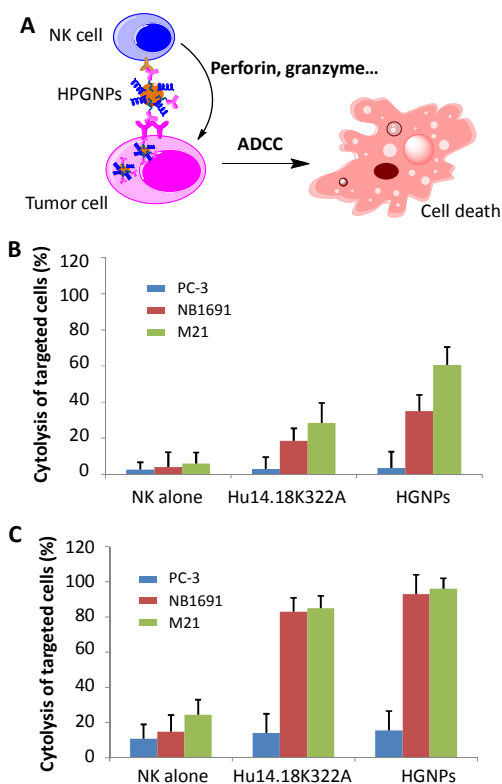 A
NK cell
HPGNPs
Perforin, granzyme...
ADCC
Tumor cell
Cell death
B
Cytolysis of targeted cells (%)
120
100
80
60
40
20
0
PC-3
NB1691
M21
NK alone
Hu14.18K322A
HGNPs
C
Cytolysis of targeted cells (%)
120
100
80
60
40
20
0
PC-3
NB1691
M21
NK alone
Hu14.18K322A
HGNPs